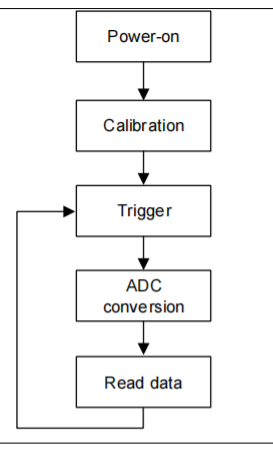 Power-on
Calibration
Trigger
ADC
conversion
Read data